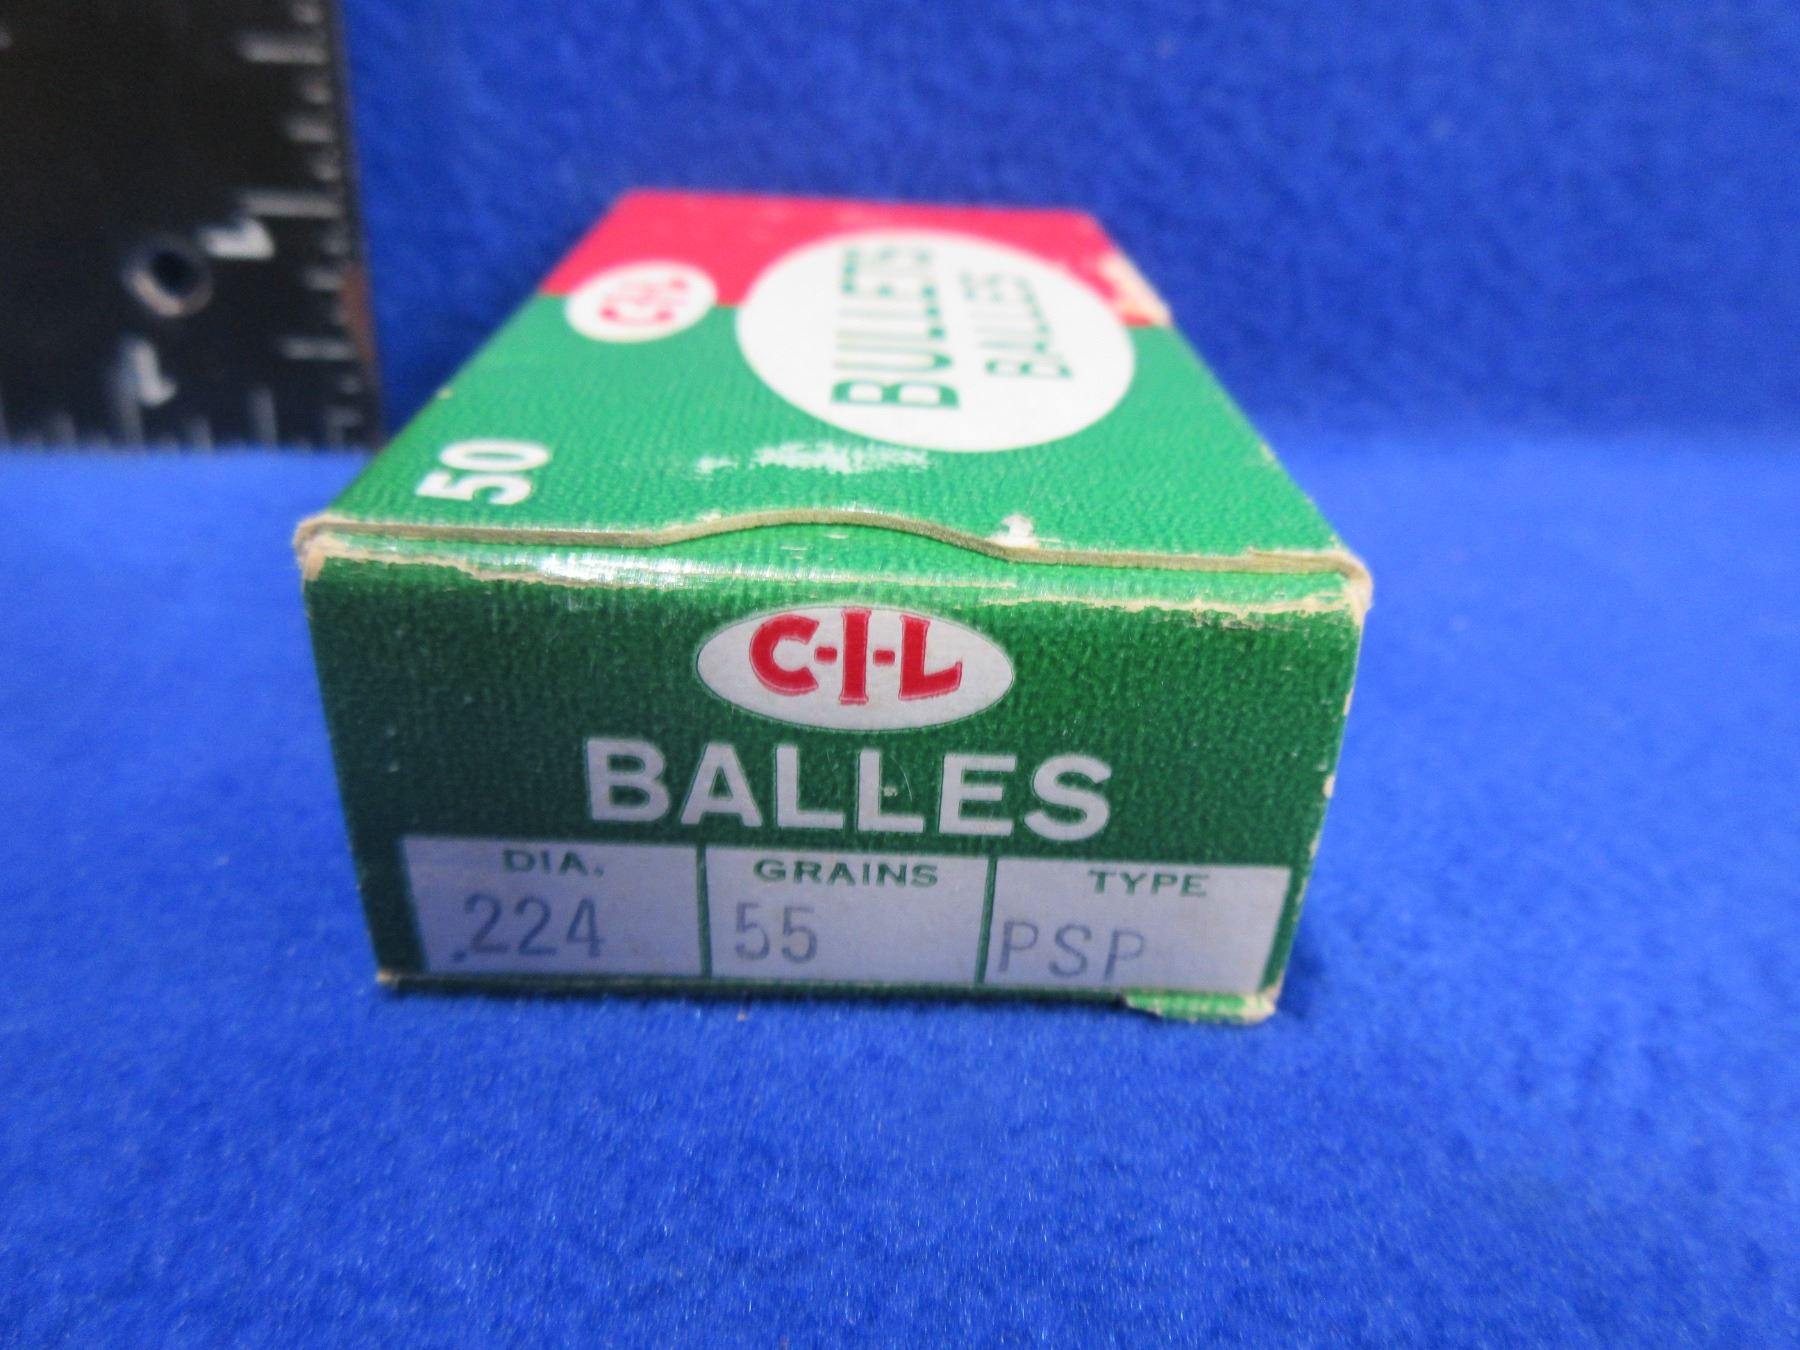 C-I-L
BULLETS
BALLES
50
C-I-L
BALLES
DIA. GRAINS TYPE
.224 55 PSP